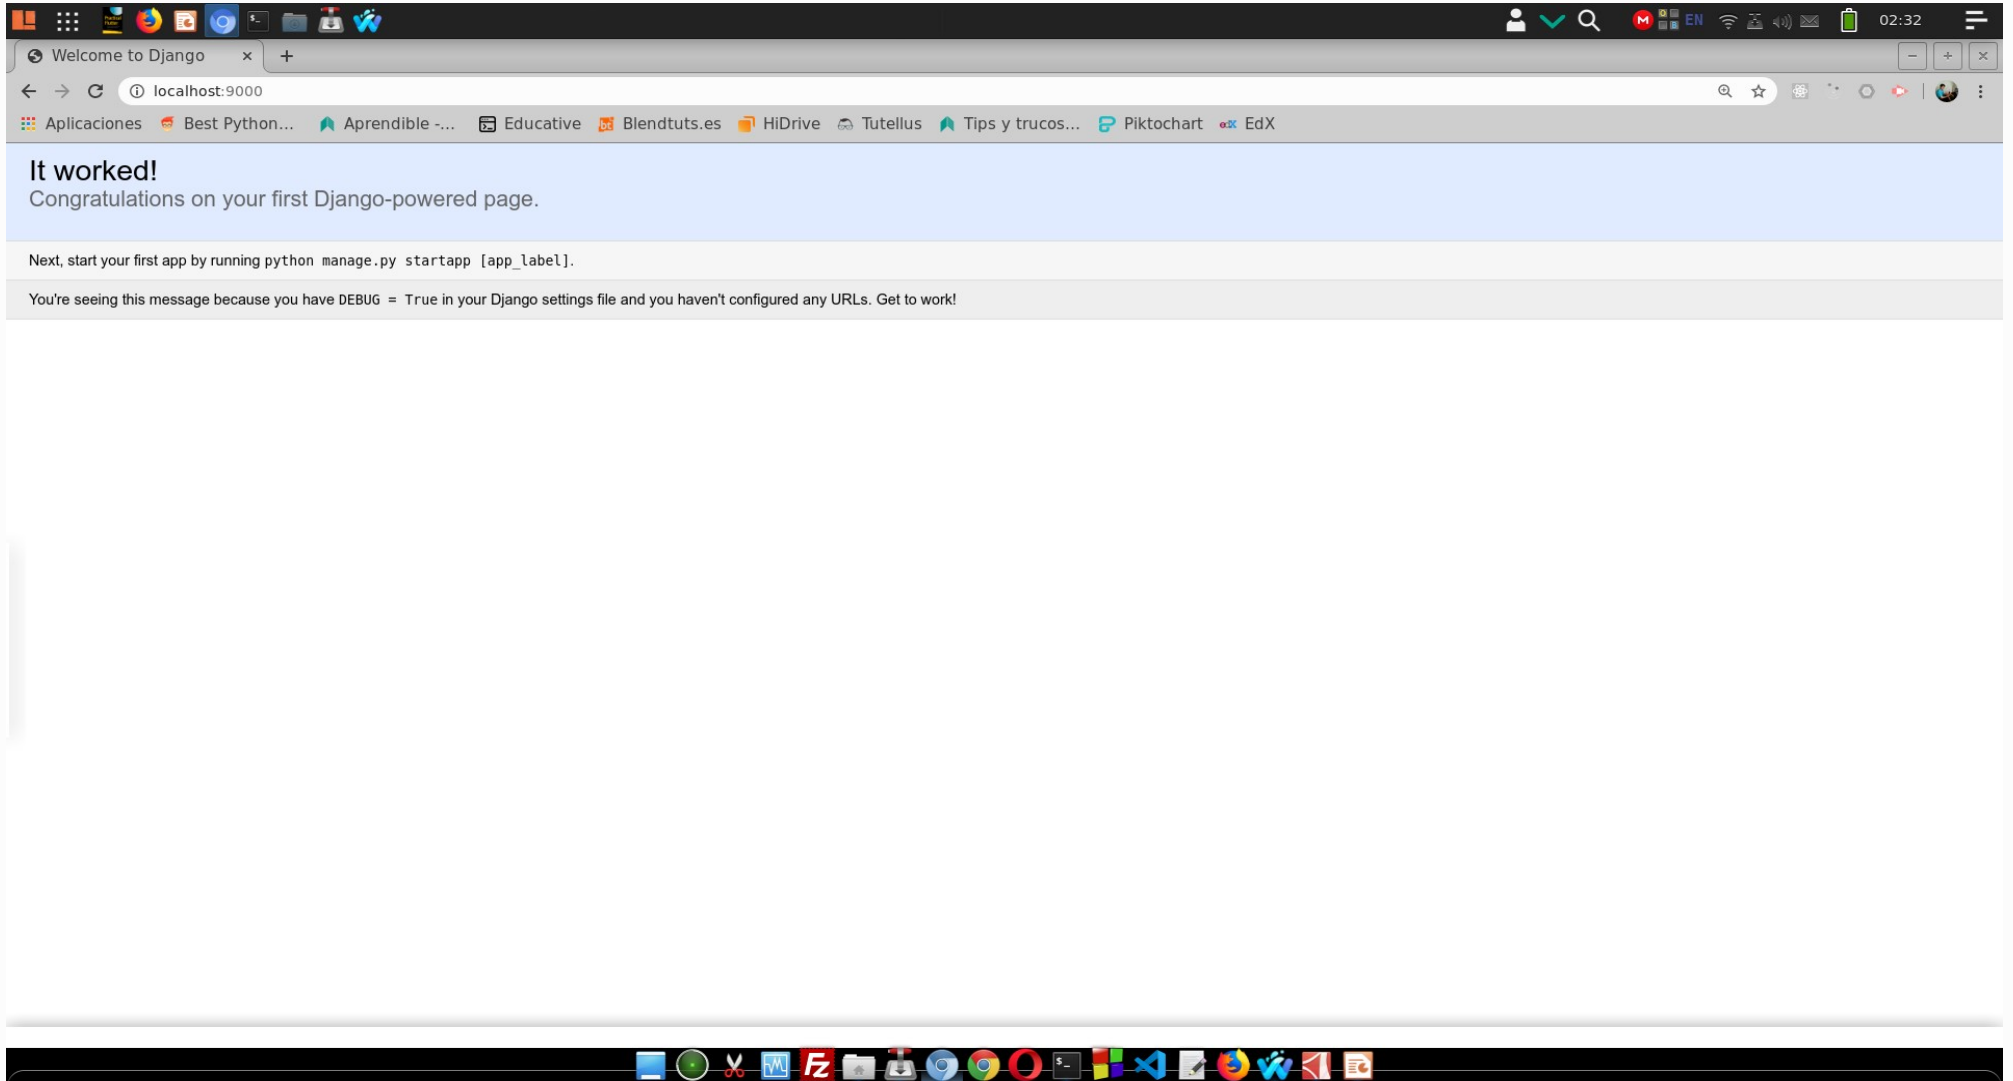 EN
02:32
Welcome to Django
localhost:9000
Aplicaciones Best Python... Aprendible -... Educative Blendtuts.es HiDrive Tutellus Tips y trucos... Piktochart EdX
It worked!
Congratulations on your first Django-powered page.
Next, start your first app by running python manage.py startapp [app_label].
You're seeing this message because you have DEBUG = True in your Django settings file and you haven't configured any URLs. Get to work!